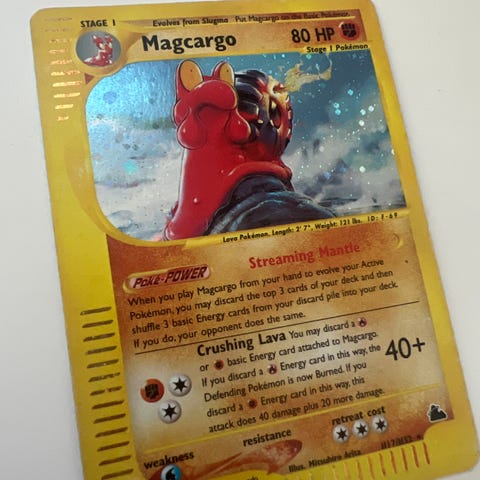 STAGE 1
Evolves from Slugma Put Magcargo on the Basic Pokémon
Magcargo
80 HP
Stage 1 Pokémon
Lava Pokémon. Length: 2' 7", Weight: 121 lbs. ID: E-69
Poké-POWER
Streaming Mantle
When you play Magcargo from your hand to evolve your Active
Pokémon, you may discard the top 3 cards of your deck and then
shuffle 3 basic Energy cards from your discard pile into your deck.
If you do, your opponent does the same.
Crushing Lava You may discard a
or basic Energy card attached to Magcargo.
If you discard a Energy card in this way, the
Defending Pokémon is now Burned. If you
discard a Energy card in this way, this
attack does 40 damage plus 20 more damage.
40+
weakness
resistance
retreat cost
Illus. Mitsuhiro Arita